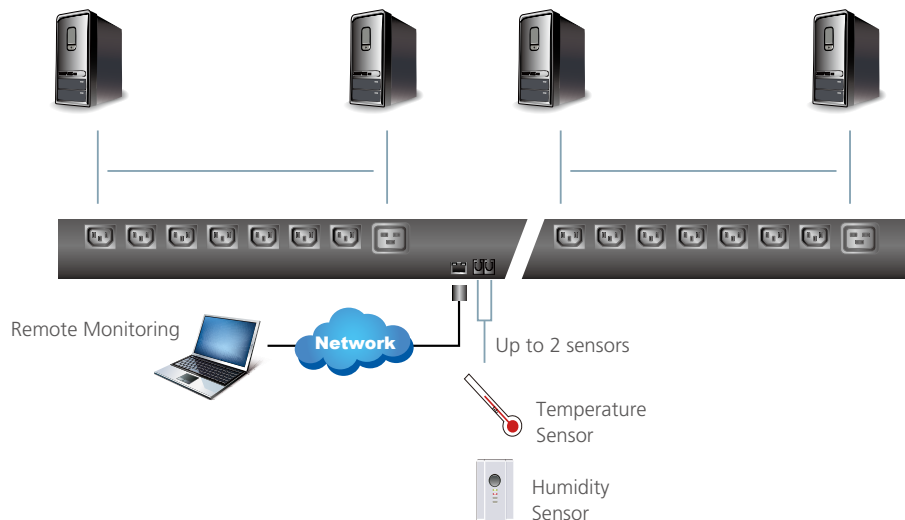 Remote Monitoring
Network
Up to 2 sensors
Temperature
Sensor
Humidity
Sensor